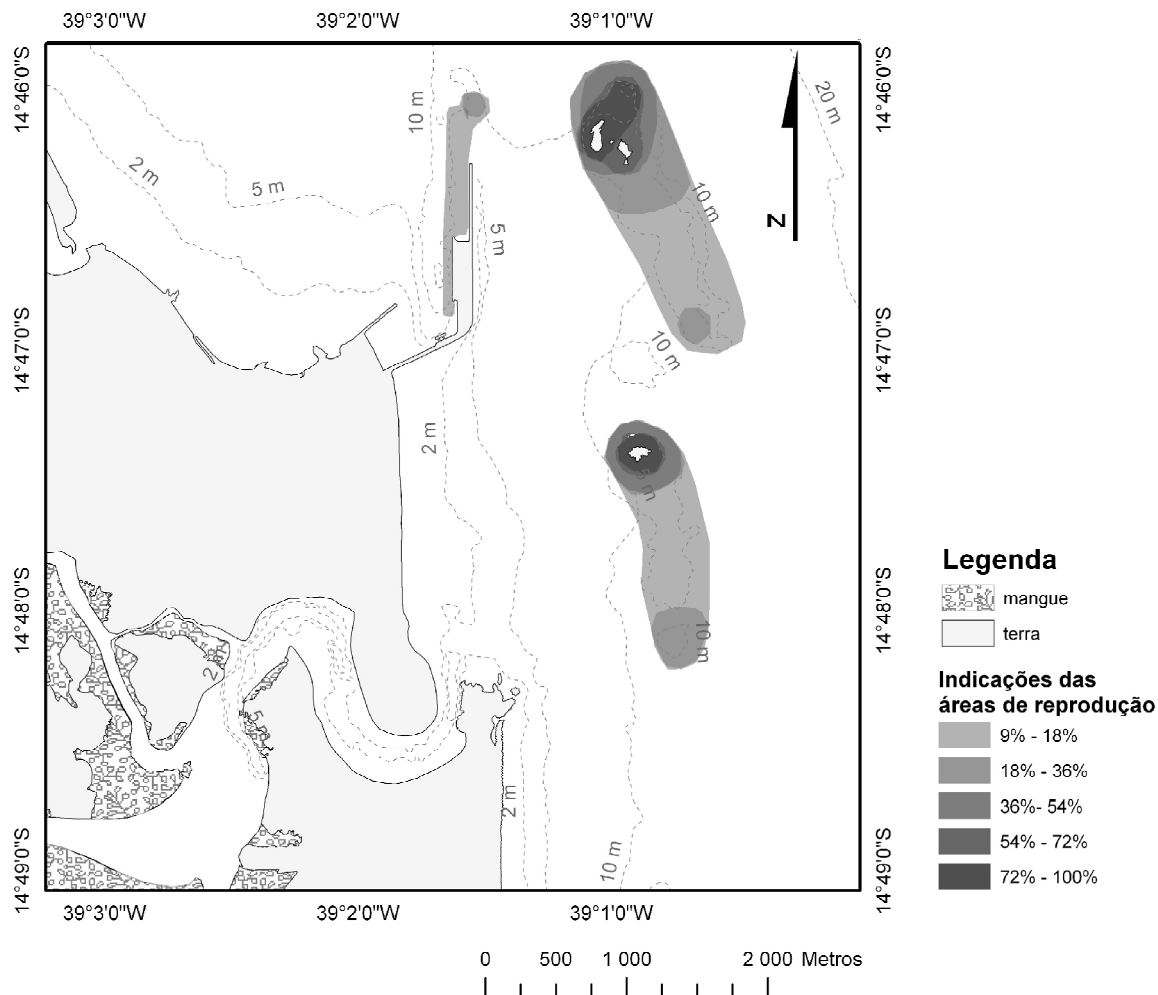 39°3'0"W 39°2'0"W 39°1'0"W
14°46'0"S
14°46'0"S
10 m
20 m
2 m
5 m
10 m
5 m
N
14°47'0"S
14°47'0"S
10 m
2 m
5 m
14°48'0"S
14°48'0"S
10 m
2 m
5 m
2 m
10 m
14°49'0"S
14°49'0"S
39°3'0"W 39°2'0"W 39°1'0"W
Legenda
mangue
terra
Indicações das
áreas de reprodução
9% - 18%
18% - 36%
36%- 54%
54% - 72%
72% - 100%
0 500 1 000 2 000 Metros